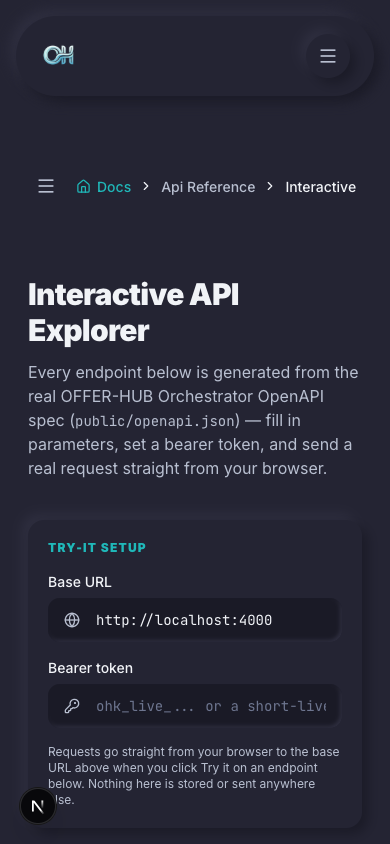 OH
Docs > Api Reference > Interactive
Interactive API
Explorer
Every endpoint below is generated from the
real OFFER-HUB Orchestrator OpenAPI
spec (public/openapi.json) — fill in
parameters, set a bearer token, and send a
real request straight from your browser.
TRY-IT SETUP
Base URL
http://localhost:4000
Bearer token
ohk_live_... or a short-live
Requests go straight from your browser to the base
URL above when you click Try it on an endpoint
below. Nothing here is stored or sent anywhere
use.
N